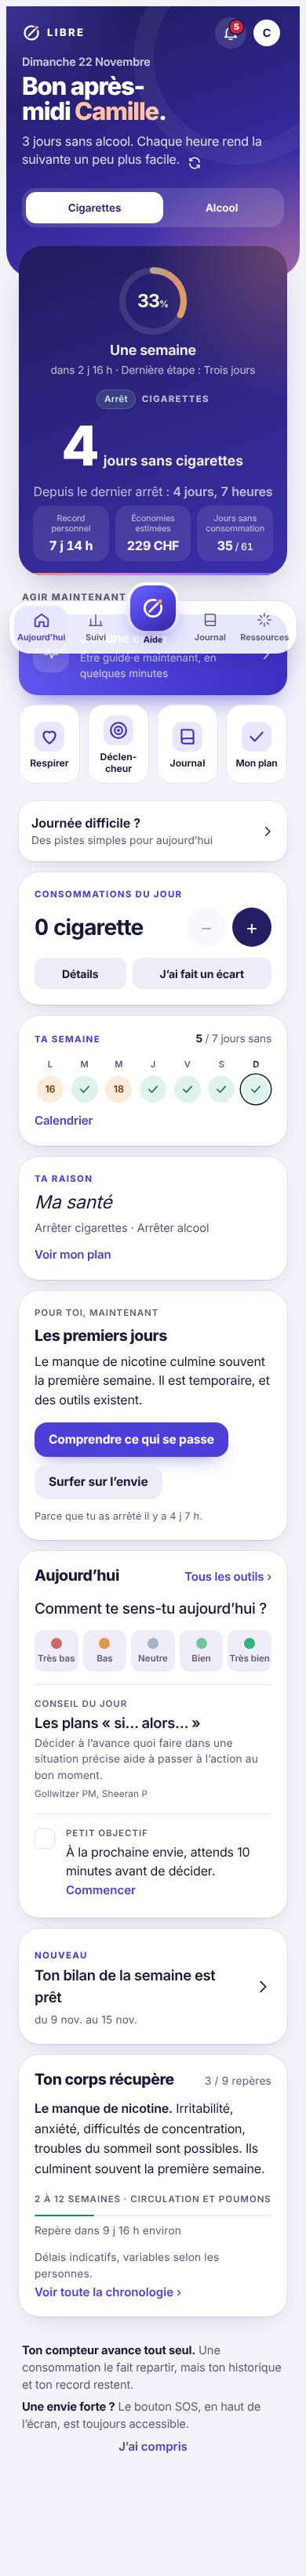 LIBRE
5
C
Dimanche 22 Novembre
Bon après-
midi Camille.
3 jours sans alcool. Chaque heure rend la
suivante un peu plus facile.
Cigarettes
Alcool
33%
Une semaine
dans 2 j 16 h · Dernière étape : Trois jours
Arrêt CIGARETTES
4 jours sans cigarettes
Depuis le dernier arrêt : 4 jours, 7 heures
Record
personnel
7 j 14 h
Économies
estimées
229 CHF
Jours sans
consommation
35 / 61
AGIR MAINTENANT
Aujourd’hui
Suivi
Aide
Journal
Ressources
Être guidé·e maintenant, en
quelques minutes
Respirer
Déclen-
cheur
Journal
Mon plan
Journée difficile ?
Des pistes simples pour aujourd’hui
CONSOMMATIONS DU JOUR
0 cigarette
−
+
Détails
J’ai fait un écart
TA SEMAINE
5 / 7 jours sans
L M M J V S D
16 18
Calendrier
TA RAISON
Ma santé
Arrêter cigarettes · Arrêter alcool
Voir mon plan
POUR TOI, MAINTENANT
Les premiers jours
Le manque de nicotine culmine souvent
la première semaine. Il est temporaire, et
des outils existent.
Comprendre ce qui se passe
Surfer sur l’envie
Parce que tu as arrêté il y a 4 j 7 h.
Aujourd’hui
Tous les outils ›
Comment te sens-tu aujourd’hui ?
Très bas
Bas
Neutre
Bien
Très bien
CONSEIL DU JOUR
Les plans « si… alors… »
Décider à l’avance quoi faire dans une
situation précise aide à passer à l’action au
bon moment.
Gollwitzer PM, Sheeran P
PETIT OBJECTIF
À la prochaine envie, attends 10
minutes avant de décider.
Commencer
NOUVEAU
Ton bilan de la semaine est
prêt
du 9 nov. au 15 nov.
Ton corps récupère
3 / 9 repères
Le manque de nicotine. Irritabilité,
anxiété, difficultés de concentration,
troubles du sommeil sont possibles. Ils
culminent souvent la première semaine.
2 À 12 SEMAINES · CIRCULATION ET POUMONS
Repère dans 9 j 16 h environ
Délais indicatifs, variables selon les
personnes.
Voir toute la chronologie ›
Ton compteur avance tout seul. Une
consommation le fait repartir, mais ton historique
et ton record restent.
Une envie forte ? Le bouton SOS, en haut de
l’écran, est toujours accessible.
J’ai compris